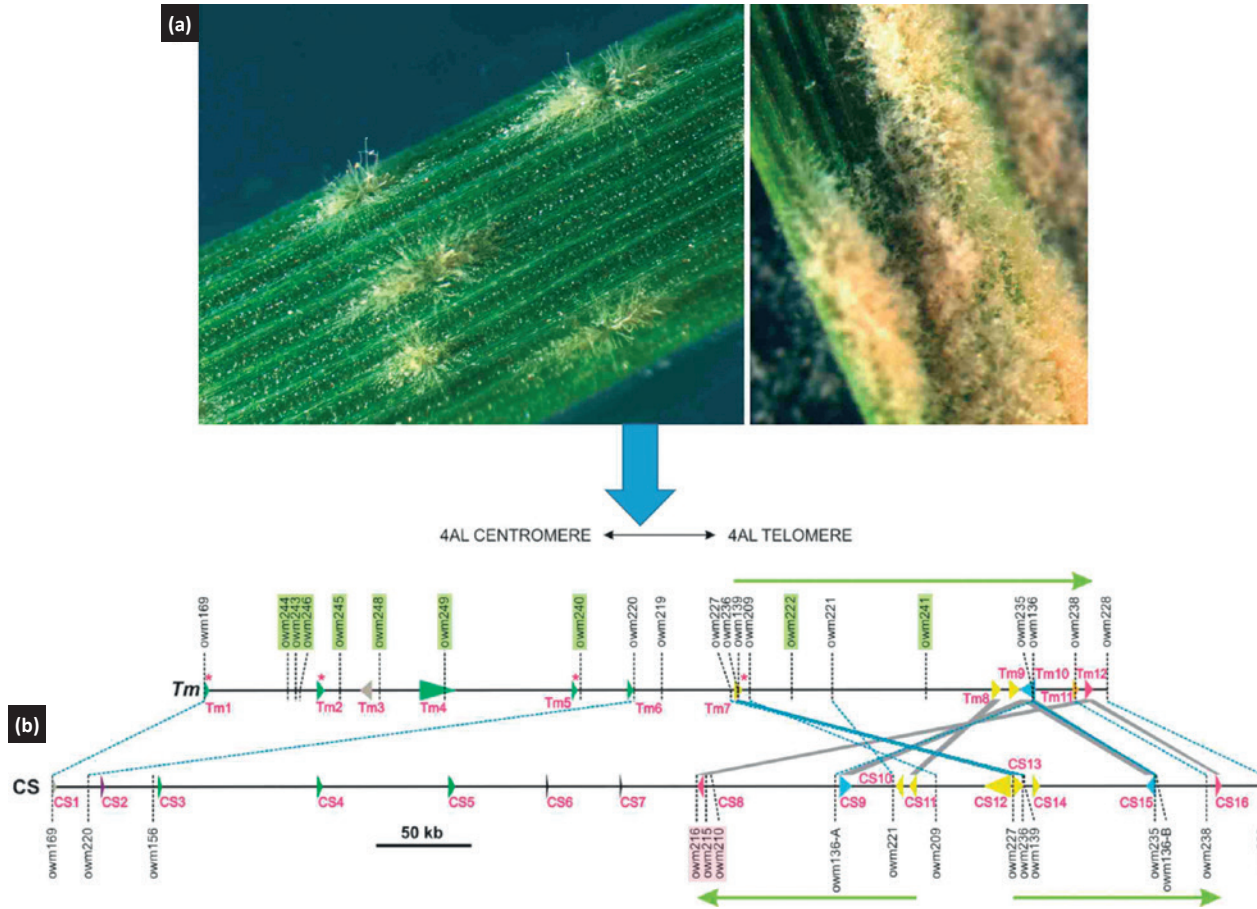 (a)
4AL CENTROMERE 4AL TELOMERE
owm169 owm244 owm243 owm246 owm245 owm248 owm249 owm240 owm220 owm219 owm227 owm236 owm139 owm209 owm222 owm221 owm241 owm235 owm136 owm238 owm228
* * * Tm9 Tm10 Tm12
Tm
Tm1 Tm2 Tm3 Tm4 Tm5 Tm6 Tm7 * Tm8 Tm11
(b)
CS10 CS13
CS
CS1 CS2 CS3 CS4 CS5 CS6 CS7 CS8 CS9 CS11 CS12 CS14 CS15 CS16
50 kb
owm169 owm220 owm156 owm216 owm215 owm210 owm136-A owm221 owm209 owm227 owm236 owm139 owm235 owm136-B owm238